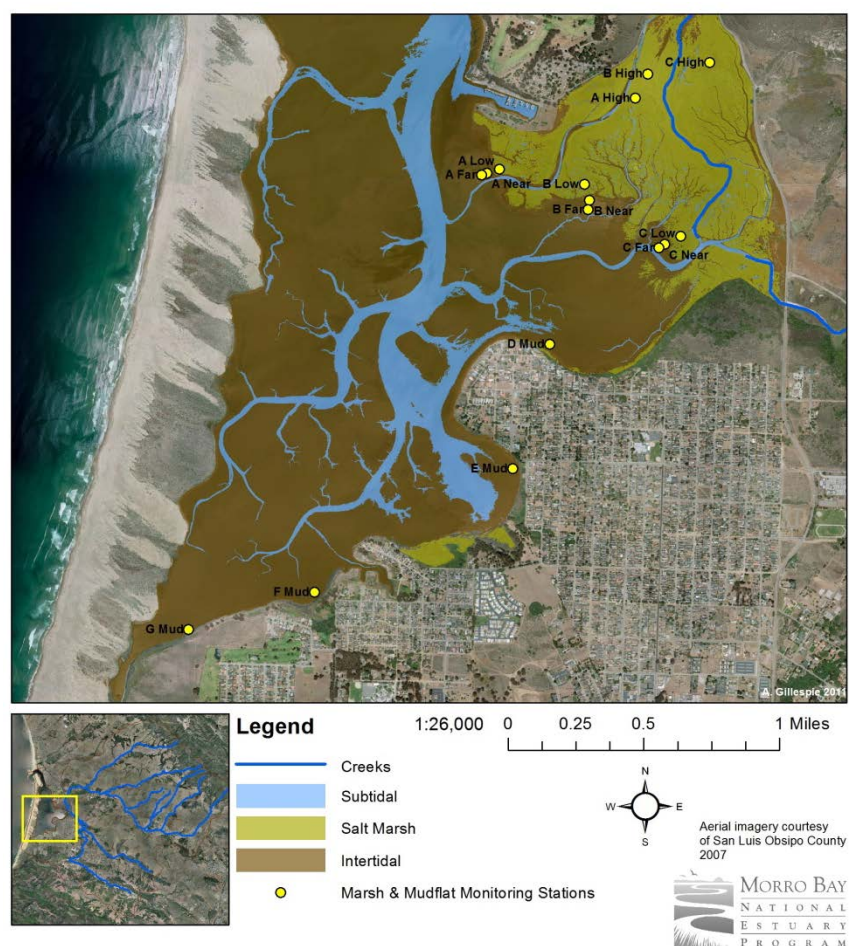 C High
B High
A High
A Low
A Far
A Near
B Low
B Far
B Near
C Low
C Far
C Near
D Mud
E Mud
F Mud
G Mud
A. Gillespie 2011
Legend
1:26,000
0 0.25 0.5 1 Miles
Creeks
Subtidal
Salt Marsh
Intertidal
Marsh & Mudflat Monitoring Stations
N
W E
S
Aerial imagery courtesy
of San Luis Obsipo County
2007
MORRO BAY
NATIONAL
ESTUARY
PROGRAM